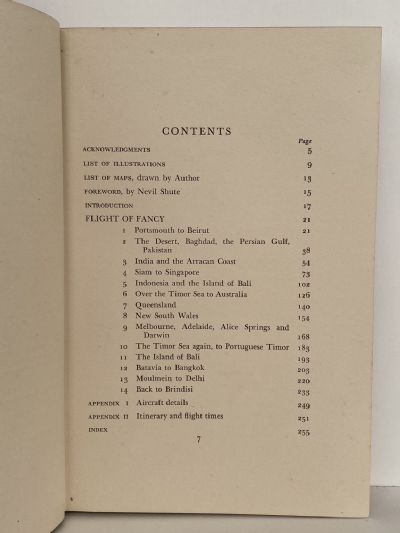 CONTENTS
Page
ACKNOWLEDGMENTS 5
LIST OF ILLUSTRATIONS 9
LIST OF MAPS, drawn by Author 13
FOREWORD, by Nevil Shute 15
INTRODUCTION 17
FLIGHT OF FANCY 21
1 Portsmouth to Beirut 21
2 The Desert, Baghdad, the Persian Gulf,
Pakistan 38
3 India and the Arracan Coast 54
4 Siam to Singapore 73
5 Indonesia and the Island of Bali 102
6 Over the Timor Sea to Australia 126
7 Queensland 140
8 New South Wales 154
9 Melbourne, Adelaide, Alice Springs and
Darwin 168
10 The Timor Sea again, to Portuguese Timor 183
11 The Island of Bali 193
12 Batavia to Bangkok 203
13 Moulmein to Delhi 220
14 Back to Brindisi 233
APPENDIX I Aircraft details 249
APPENDIX II Itinerary and flight times 251
INDEX 255
7